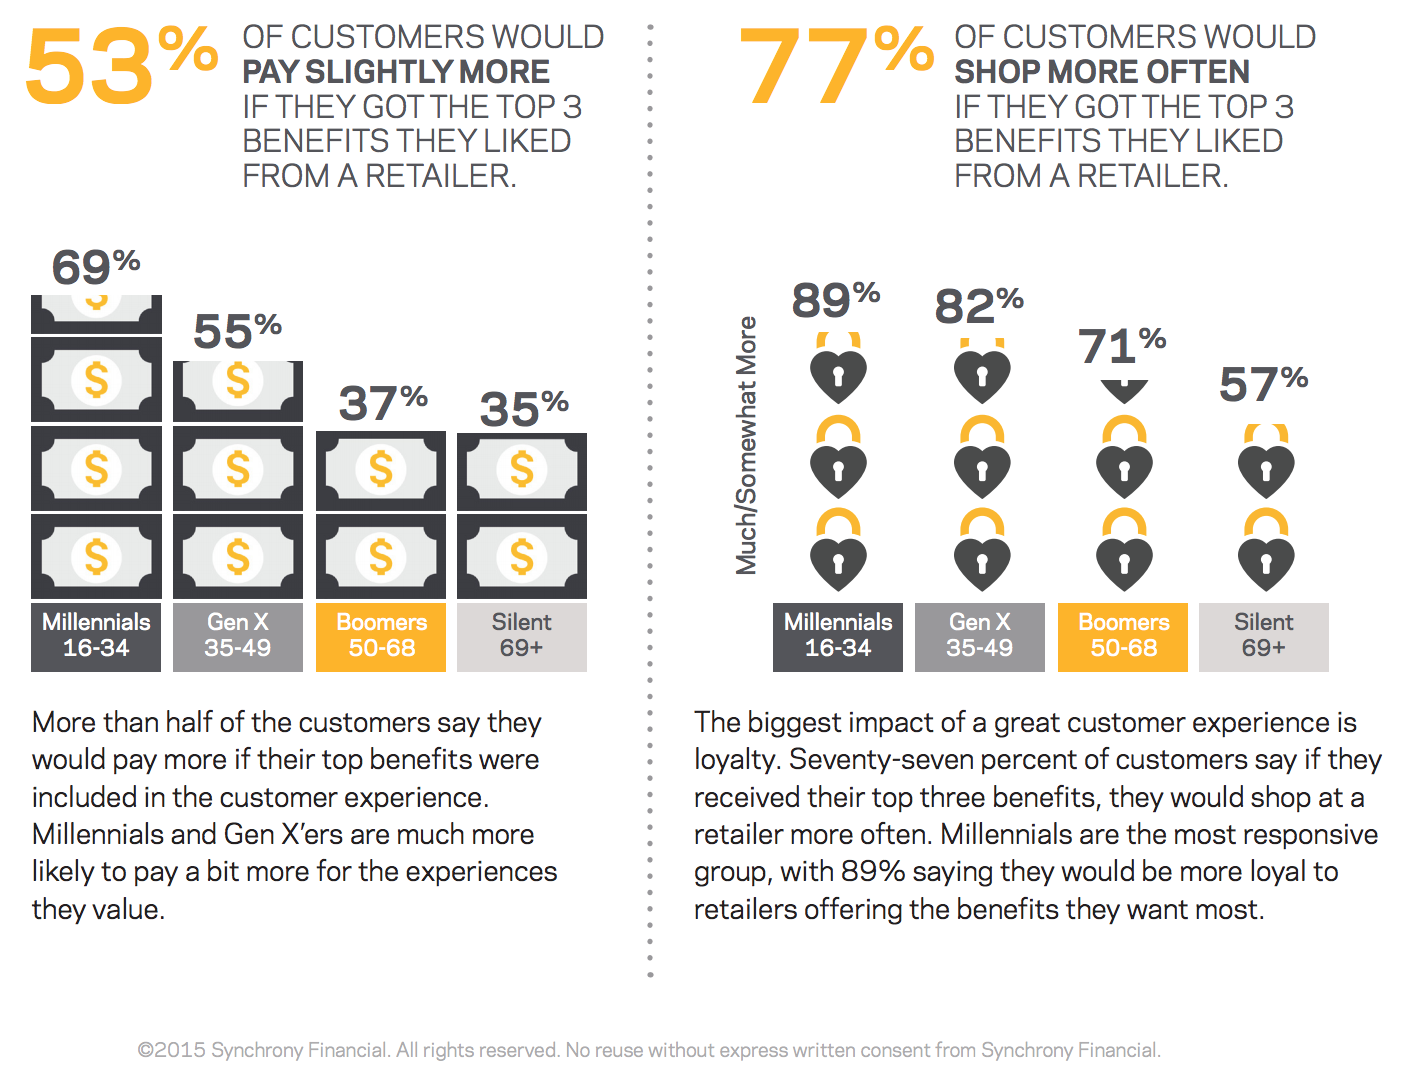 53%
OF CUSTOMERS WOULD
PAY SLIGHTLY MORE
IF THEY GOT THE TOP 3
BENEFITS THEY LIKED
FROM A RETAILER.
69%
55%
37%
35%
$
$
$
$
$
$
$
$
$
$
$
Millennials
16-34
Gen X
35-49
Boomers
50-68
Silent
69+
More than half of the customers say they
would pay more if their top benefits were
included in the customer experience.
Millennials and Gen X’ers are much more
likely to pay a bit more for the experiences
they value.
77%
OF CUSTOMERS WOULD
SHOP MORE OFTEN
IF THEY GOT THE TOP 3
BENEFITS THEY LIKED
FROM A RETAILER.
Much/Somewhat More
89%
82%
71%
57%
Millennials
16-34
Gen X
35-49
Boomers
50-68
Silent
69+
The biggest impact of a great customer experience is
loyalty. Seventy-seven percent of customers say if they
received their top three benefits, they would shop at a
retailer more often. Millennials are the most responsive
group, with 89% saying they would be more loyal to
retailers offering the benefits they want most.
©2015 Synchrony Financial. All rights reserved. No reuse without express written consent from Synchrony Financial.